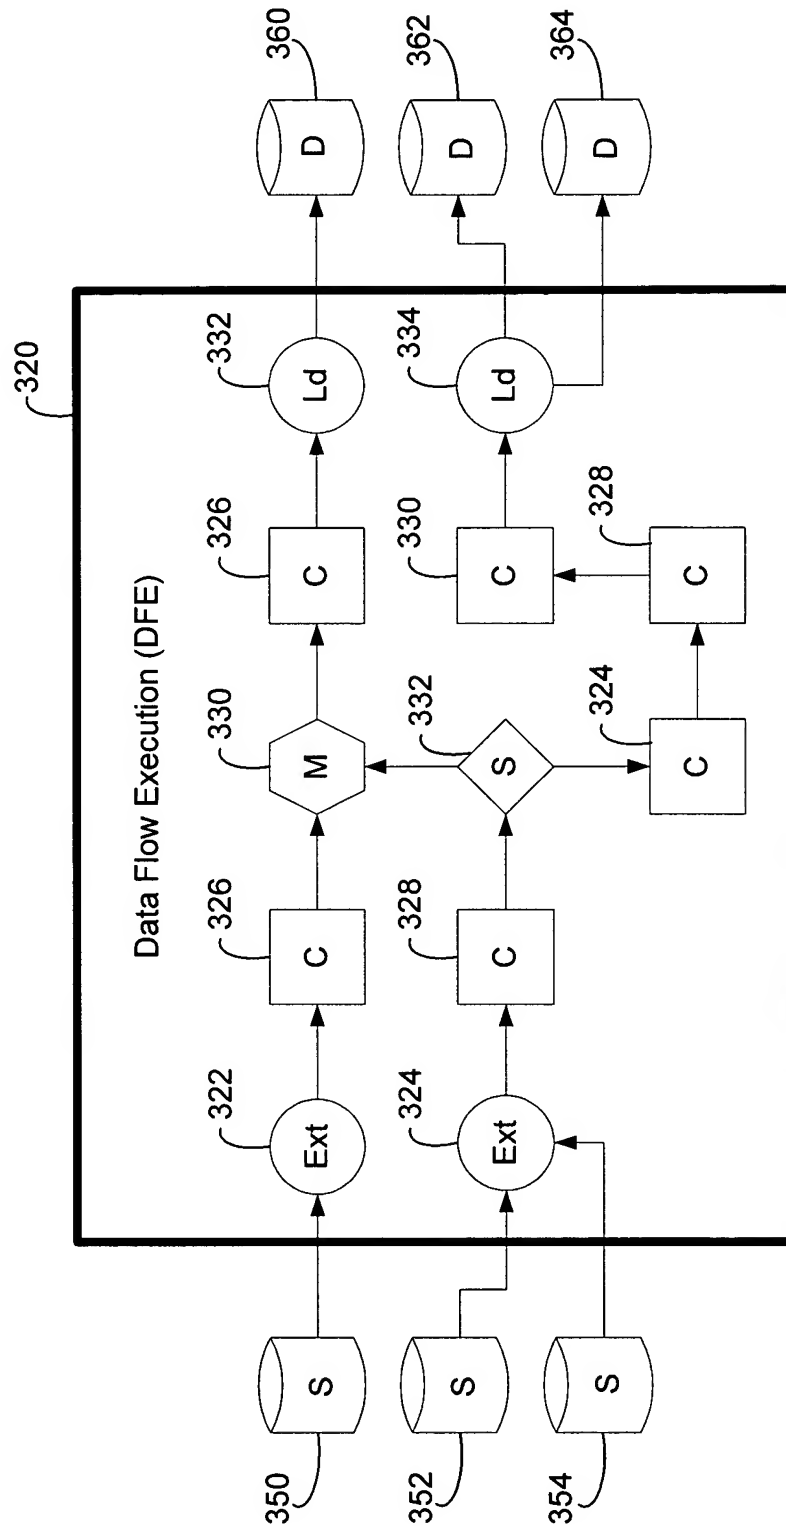 320
Data Flow Execution (DFE)
350
S
322
Ext
326
C
330
M
326
C
332
Ld
360
D
352
S
324
Ext
328
C
332
S
330
C
334
Ld
362
D
354
S
324
C
328
C
364
D